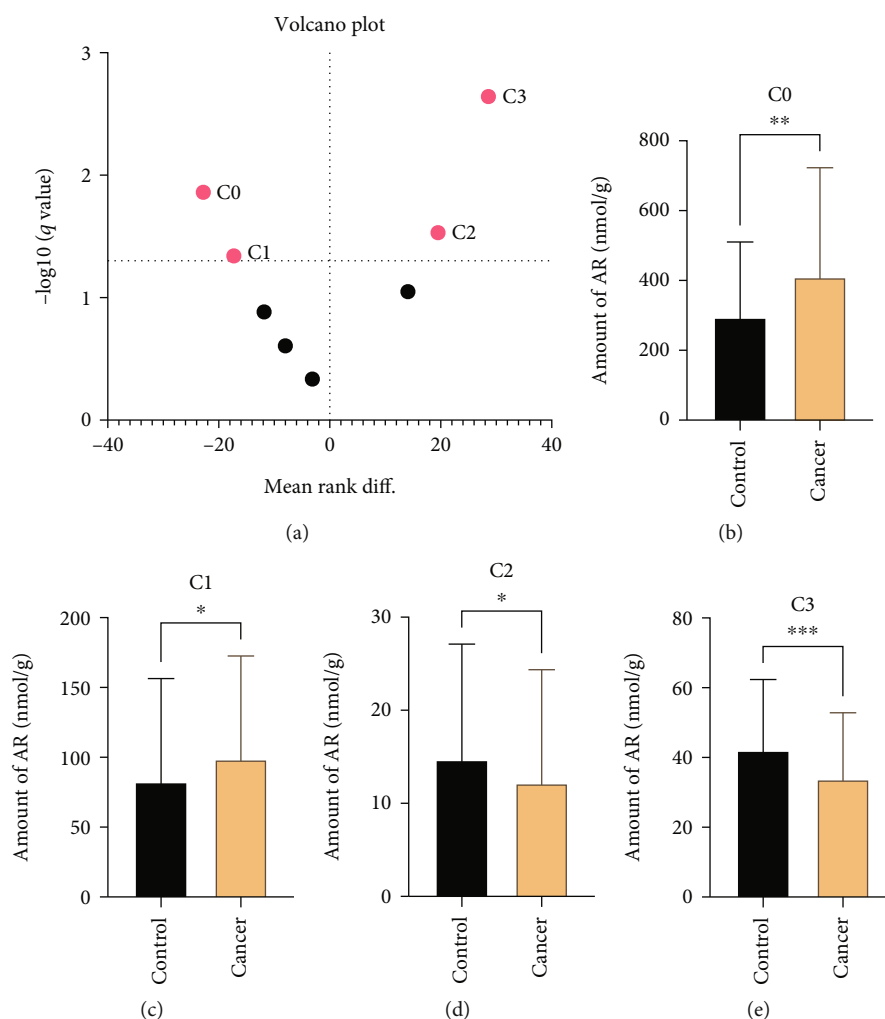 Volcano plot
3
2
1
0
–log10 (q value)
C3
C0
C2
C1
–40
–20
0
20
40
Mean rank diff.
(a)
C0
**
800
600
400
200
0
Amount of AR (nmol/g)
Control
Cancer
(b)
C1
*
200
150
100
50
0
Amount of AR (nmol/g)
Control
Cancer
(c)
C2
*
30
20
10
0
Amount of AR (nmol/g)
Control
Cancer
(d)
C3
***
80
60
40
20
0
Amount of AR (nmol/g)
Control
Cancer
(e)